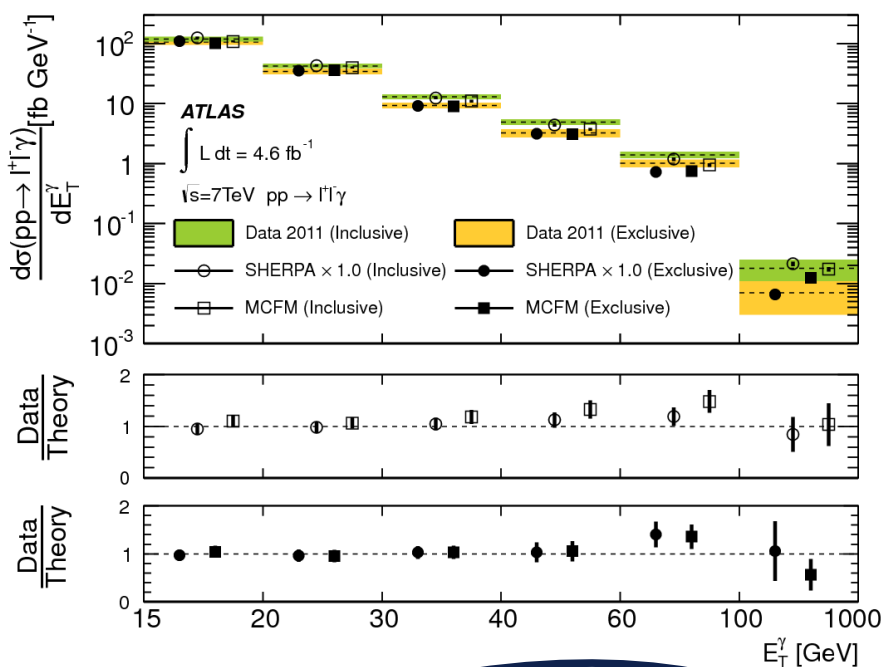 dσ(pp→ l⁺l⁻γ)
dE_T^γ
[fb GeV⁻¹]
10²
10
1
10⁻¹
10⁻²
10⁻³
ATLAS
∫ L dt = 4.6 fb⁻¹
√s=7TeV pp → l⁺l⁻γ
Data 2011 (Inclusive) Data 2011 (Exclusive)
SHERPA × 1.0 (Inclusive) SHERPA × 1.0 (Exclusive)
MCFM (Inclusive) MCFM (Exclusive)
Data
Theory
2
1
0
Data
Theory
2
1
0
15 20 30 40 60 100 1000
E_T^γ [GeV]